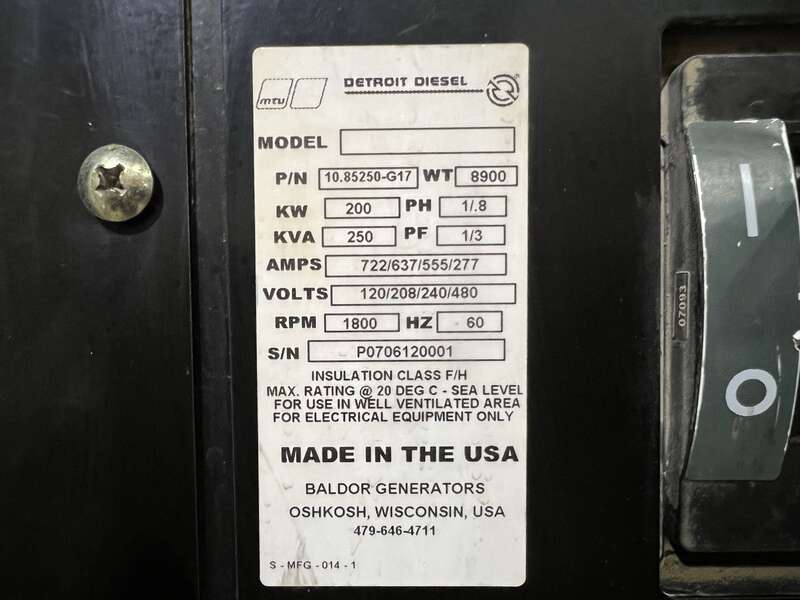 mtu DETROIT DIESEL
MODEL
P/N 10.85250-G17 WT 8900
KW 200 PH 1/.8
KVA 250 PF 1/3
AMPS 722/637/555/277
VOLTS 120/208/240/480
RPM 1800 HZ 60
S/N P0706120001
INSULATION CLASS F/H
MAX. RATING @ 20 DEG C - SEA LEVEL
FOR USE IN WELL VENTILATED AREA
FOR ELECTRICAL EQUIPMENT ONLY
MADE IN THE USA
BALDOR GENERATORS
OSHKOSH, WISCONSIN, USA
479-646-4711
S - MFG - 014 - 1
07093
I
O